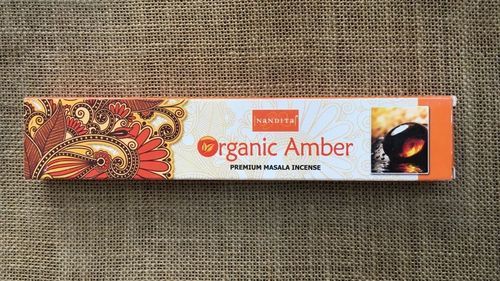 NANDITA
Organic Amber
PREMIUM MASALA INCENSE